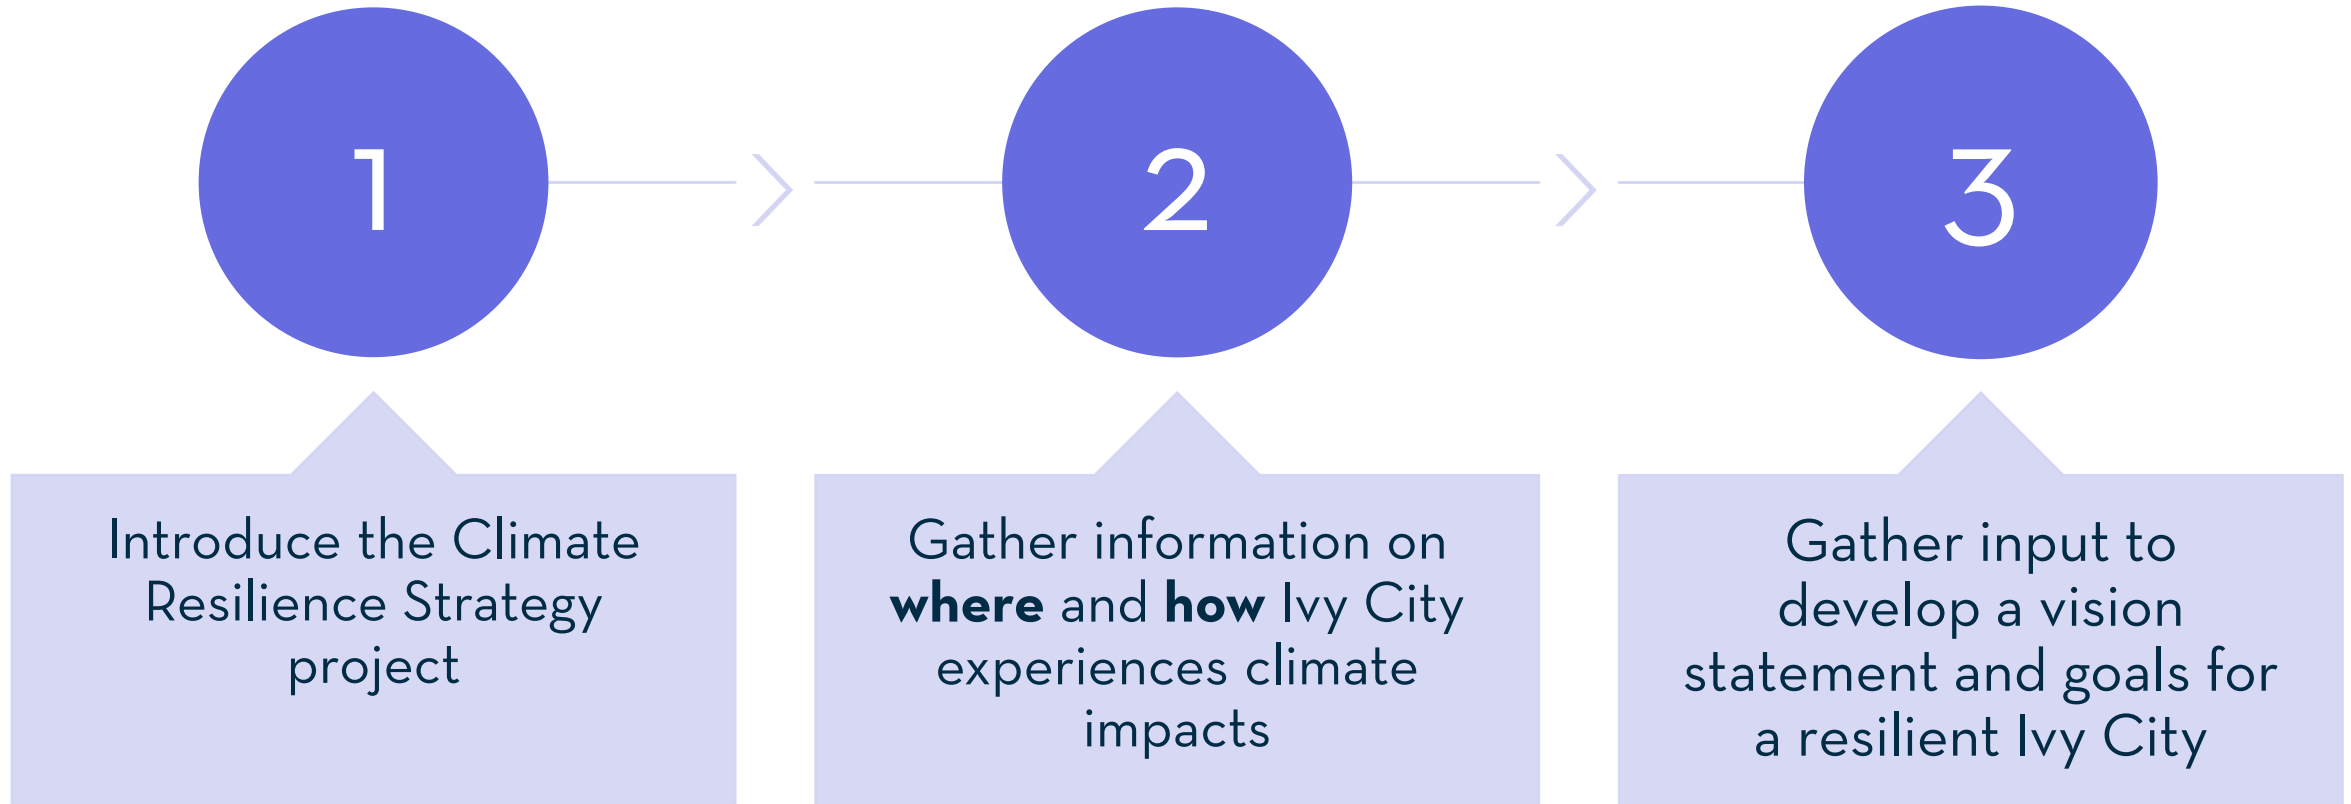 1
2
3
Introduce the Climate
Resilience Strategy
project
Gather information on
where and how Ivy City
experiences climate
impacts
Gather input to
develop a vision
statement and goals for
a resilient Ivy City